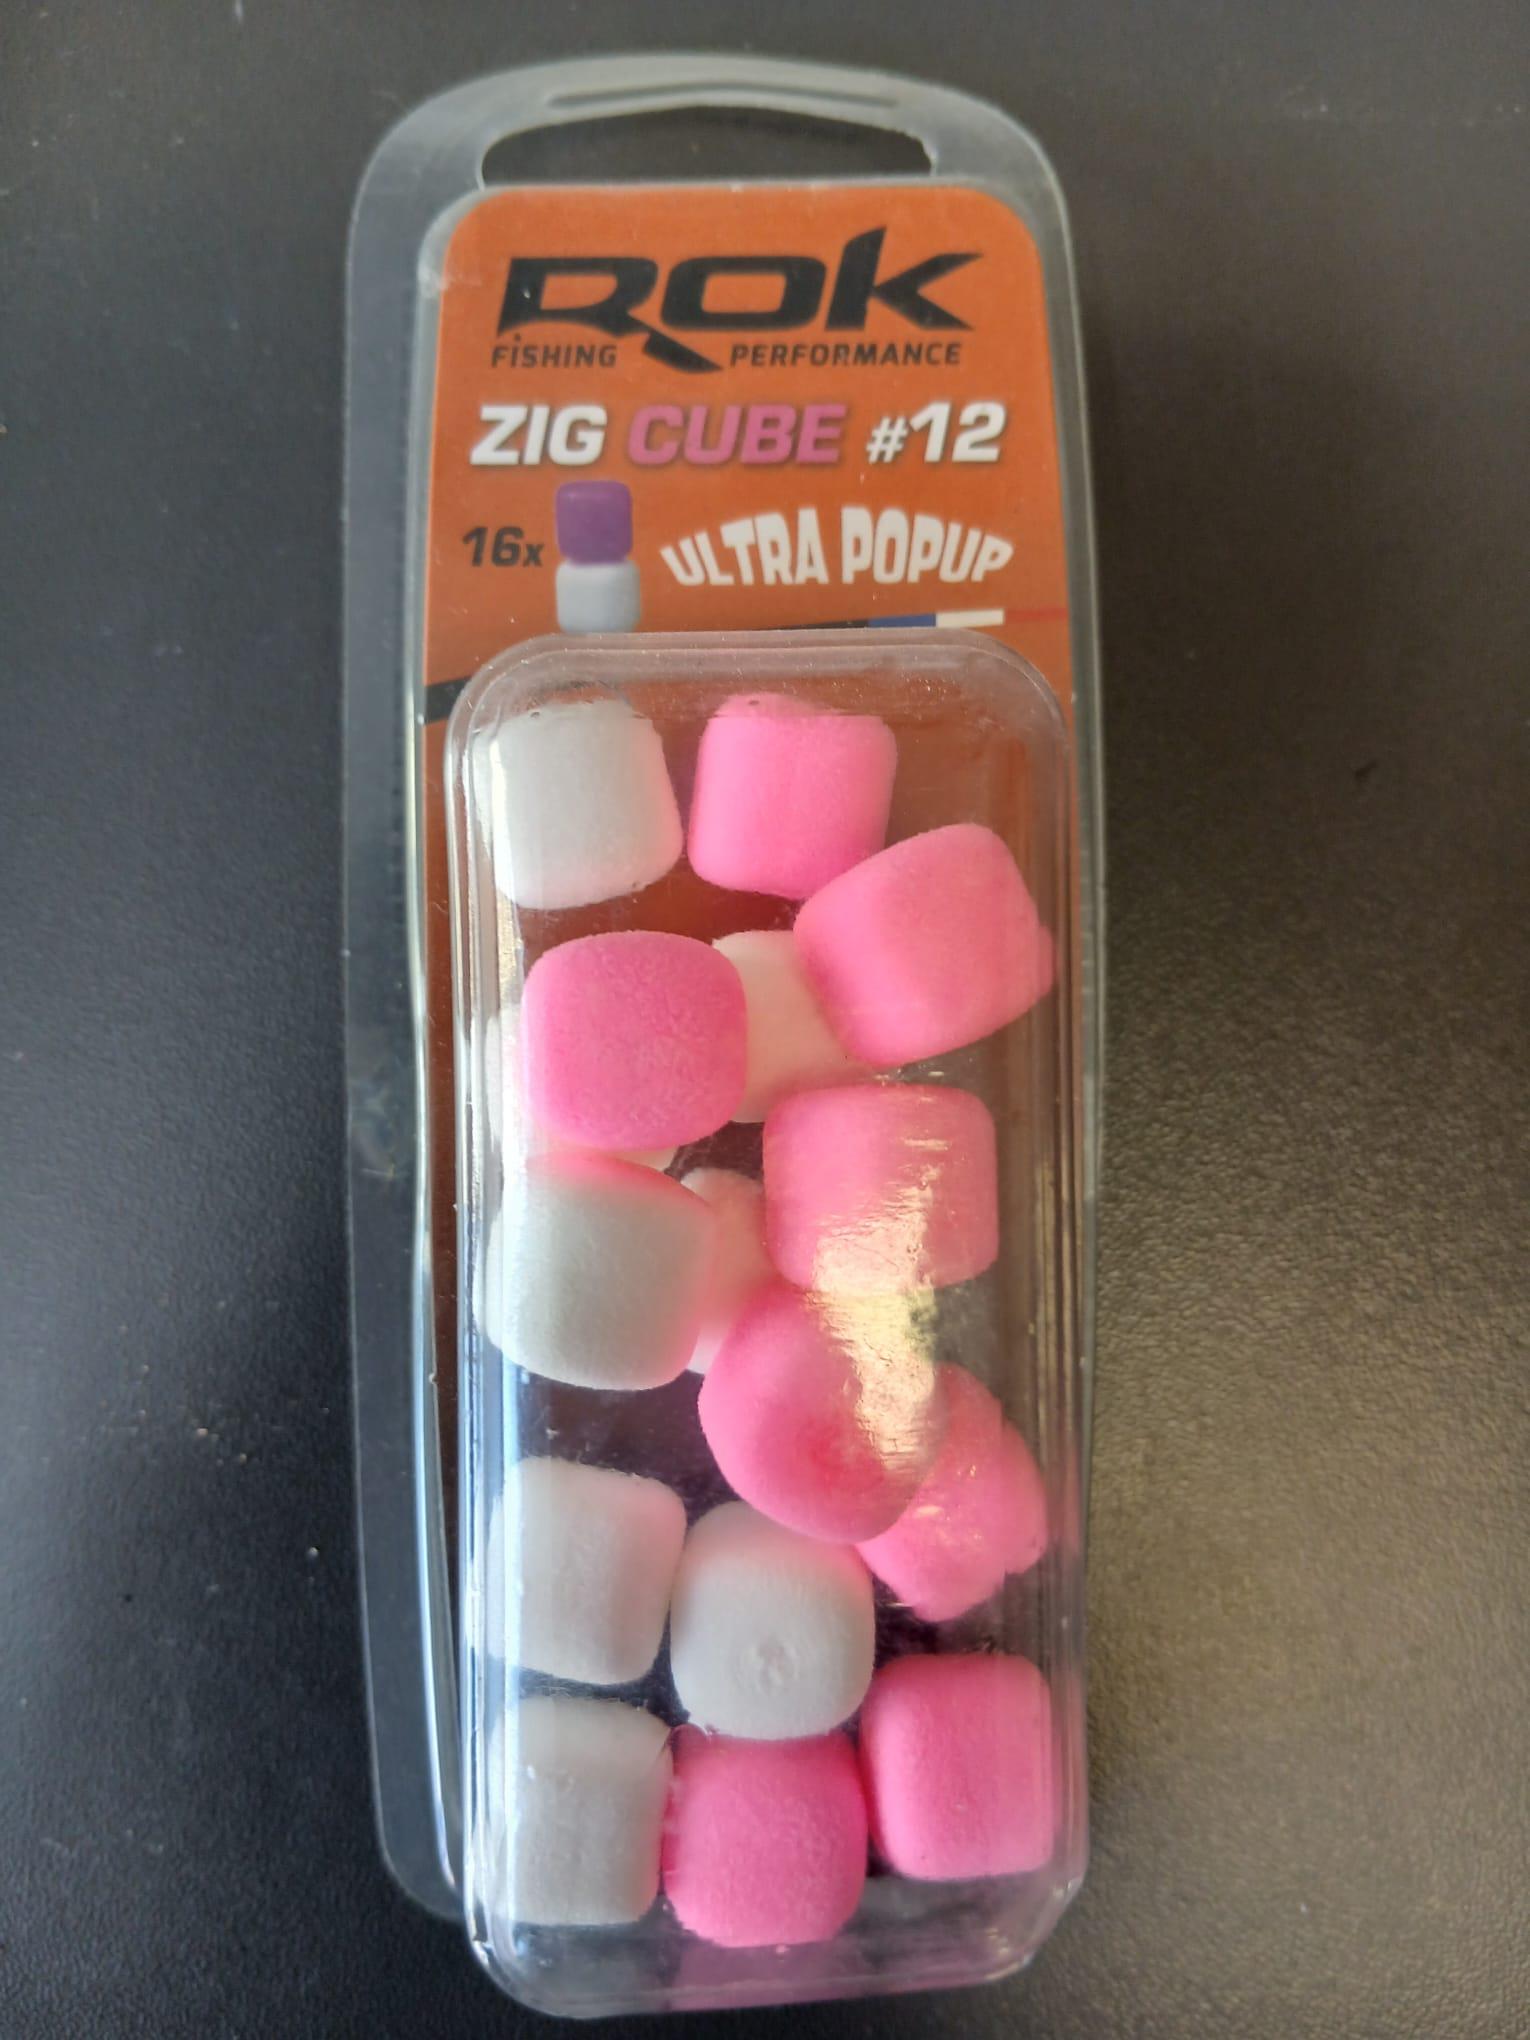 ROK
FiSHING PERFORMANCE
ZIG CUBE #12
16x
ULTRA POPUP